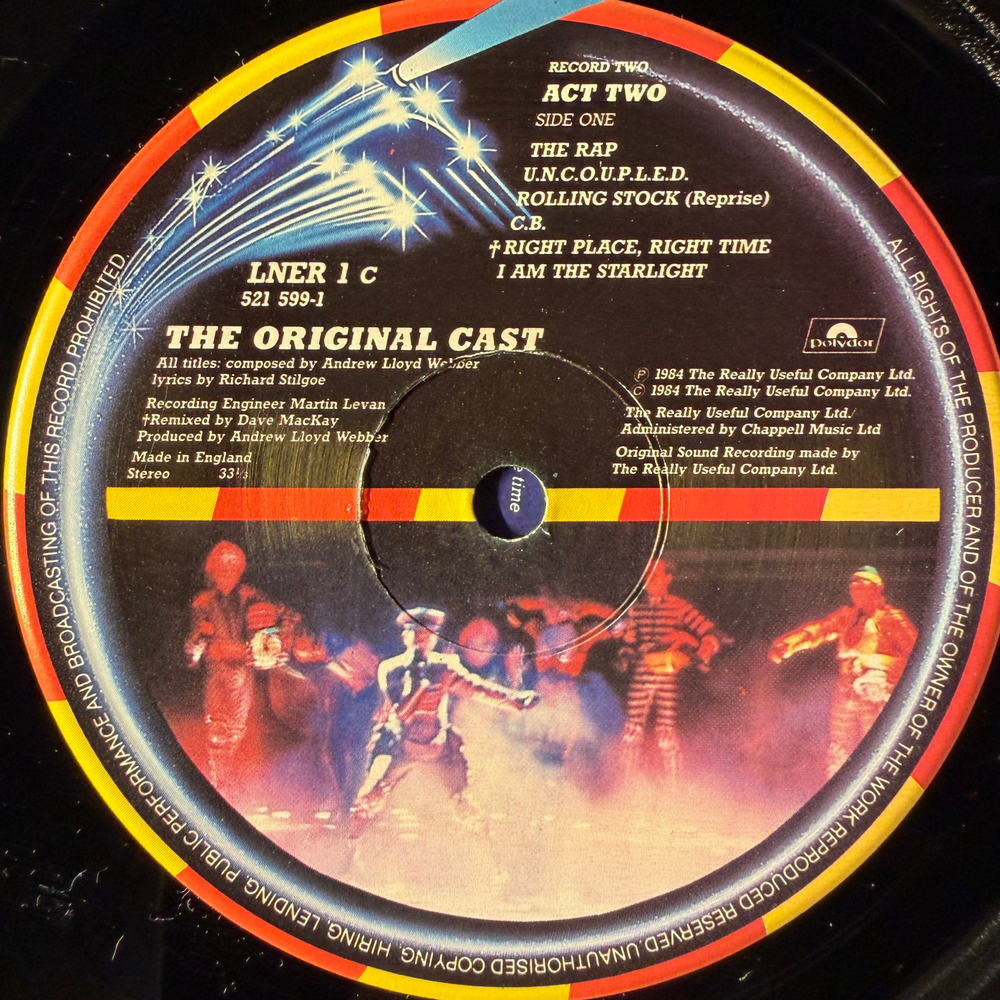 RECORD TWO
ACT TWO
SIDE ONE
THE RAP
U.N.C.O.U.P.L.E.D.
ROLLING STOCK (Reprise)
C.B.
†RIGHT PLACE, RIGHT TIME
I AM THE STARLIGHT
LNER 1 C
521 599-1
THE ORIGINAL CAST
All titles: composed by Andrew Lloyd Webber
lyrics by Richard Stilgoe
Recording Engineer Martin Levan
†Remixed by Dave MacKay
Produced by Andrew Lloyd Webber
Made in England
Stereo 33⅓
polydor
℗ 1984 The Really Useful Company Ltd.
© 1984 The Really Useful Company Ltd.
The Really Useful Company Ltd./
Administered by Chappell Music Ltd
Original Sound Recording made by
The Really Useful Company Ltd.
time
ALL RIGHTS OF THE PRODUCER AND OF THE OWNER OF THE WORK REPRODUCED RESERVED. UNAUTHORISED COPYING, HIRING, LENDING, PUBLIC PERFORMANCE AND BROADCASTING OF THIS RECORD PROHIBITED.